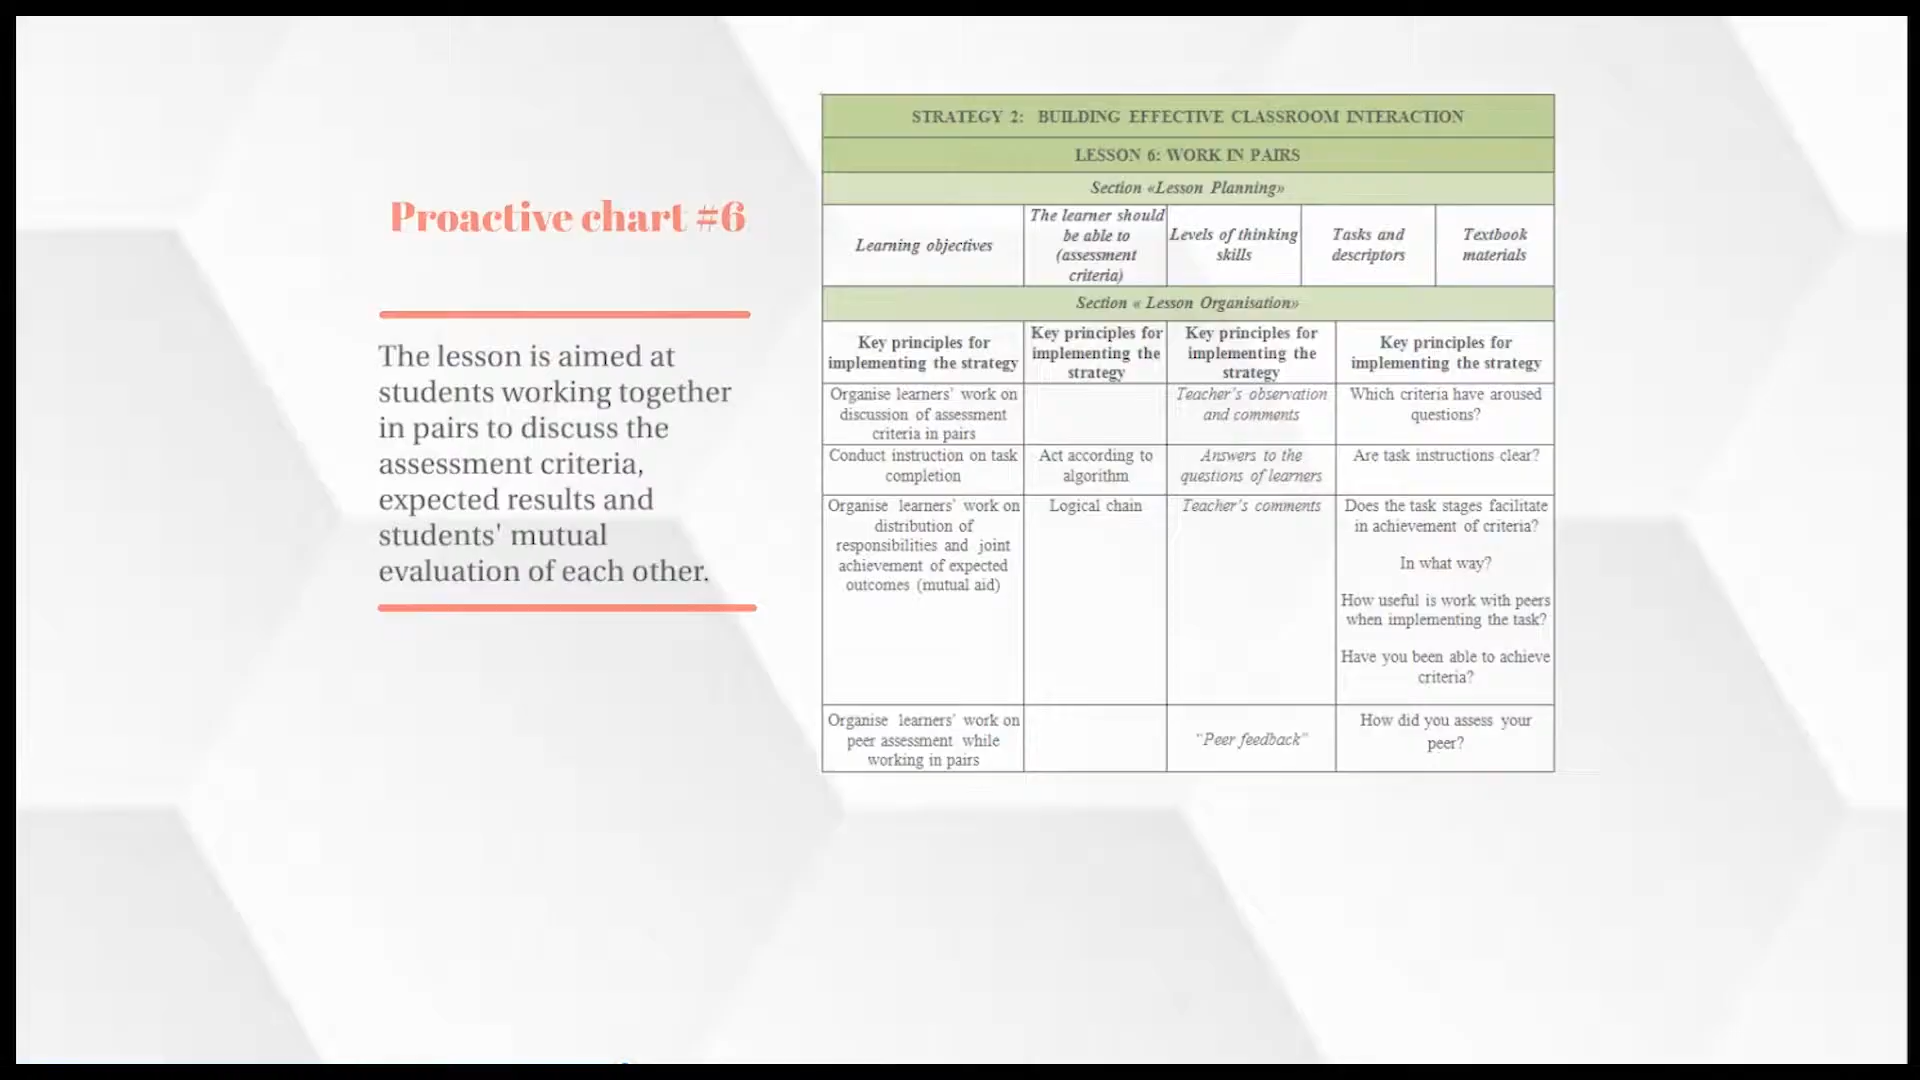 Proactive chart #6
The lesson is aimed at
students working together
in pairs to discuss the
assessment criteria,
expected results and
students' mutual
evaluation of each other.
STRATEGY 2: BUILDING EFFECTIVE CLASSROOM INTERACTION
LESSON 6: WORK IN PAIRS
Section «Lesson Planning»
Learning objectives
The learner should
be able to
(assessment
criteria)
Levels of thinking
skills
Tasks and
descriptors
Textbook
materials
Section « Lesson Organisation»
Key principles for
implementing the strategy
Key principles for
implementing the
strategy
Key principles for
implementing the
strategy
Key principles for
implementing the
strategy
Organise learners' work on
discussion of assessment
criteria in pairs
Teacher's observation
and comments
Which criteria have aroused
questions?
Conduct instruction on task
completion
Act according to
algorithm
Answers to the
questions of learners
Are task instructions clear?
Organise learners' work on
distribution of
responsibilities and joint
achievement of expected
outcomes (mutual aid)
Logical chain
Teacher's comments
Does the task stages facilitate
in achievement of criteria?
In what way?
How useful is work with peers
when implementing the task?
Have you been able to achieve
criteria?
Organise learners' work on
peer assessment while
working in pairs
"Peer feedback"
How did you assess your
peer?